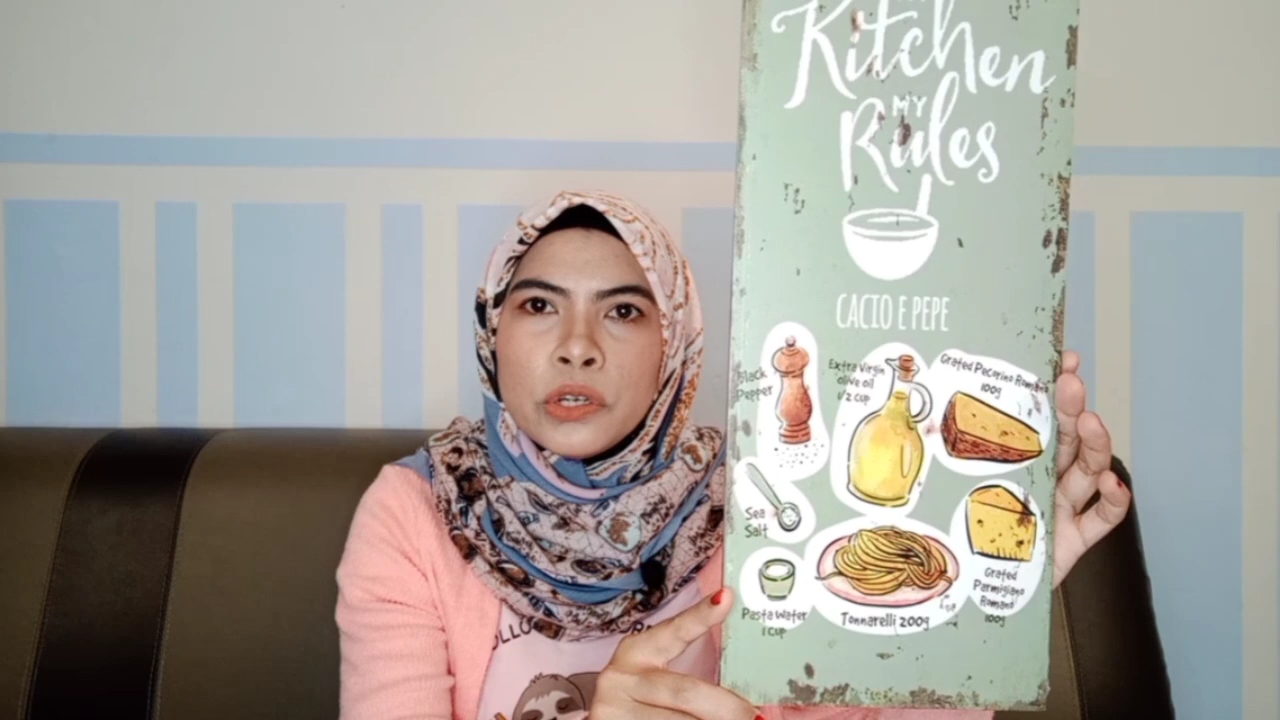 Kitchen
MY
Rules
CACIO E PEPE
Black
Pepper
Extra Virgin
olive oil
1/2 cup
Grated Pecorino Romano
100g
Sea
Salt
Grated
Parmigiano
Romano
100g
Pasta Water
1 Cup
Tonnarelli 200g